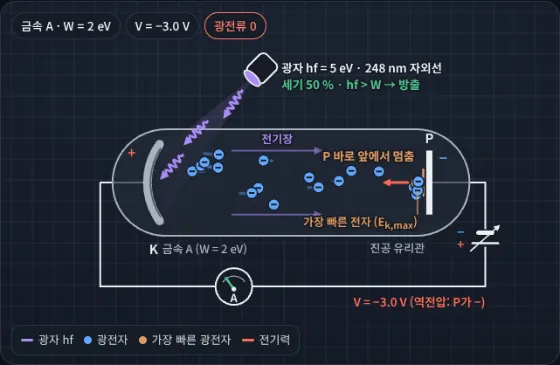 금속 A · W = 2 eV
V = −3.0 V
광전류 0
광자 hf = 5 eV · 248 nm 자외선
세기 50 % · hf > W → 방출
전기장
P
P 바로 앞에서 멈춤
+
−
가장 빠른 전자 (Ek,max)
K 금속 A (W = 2 eV)
진공 유리관
−
+
A
V = −3.0 V (역전압: P가 −)
광자 hf
광전자
가장 빠른 광전자
전기력